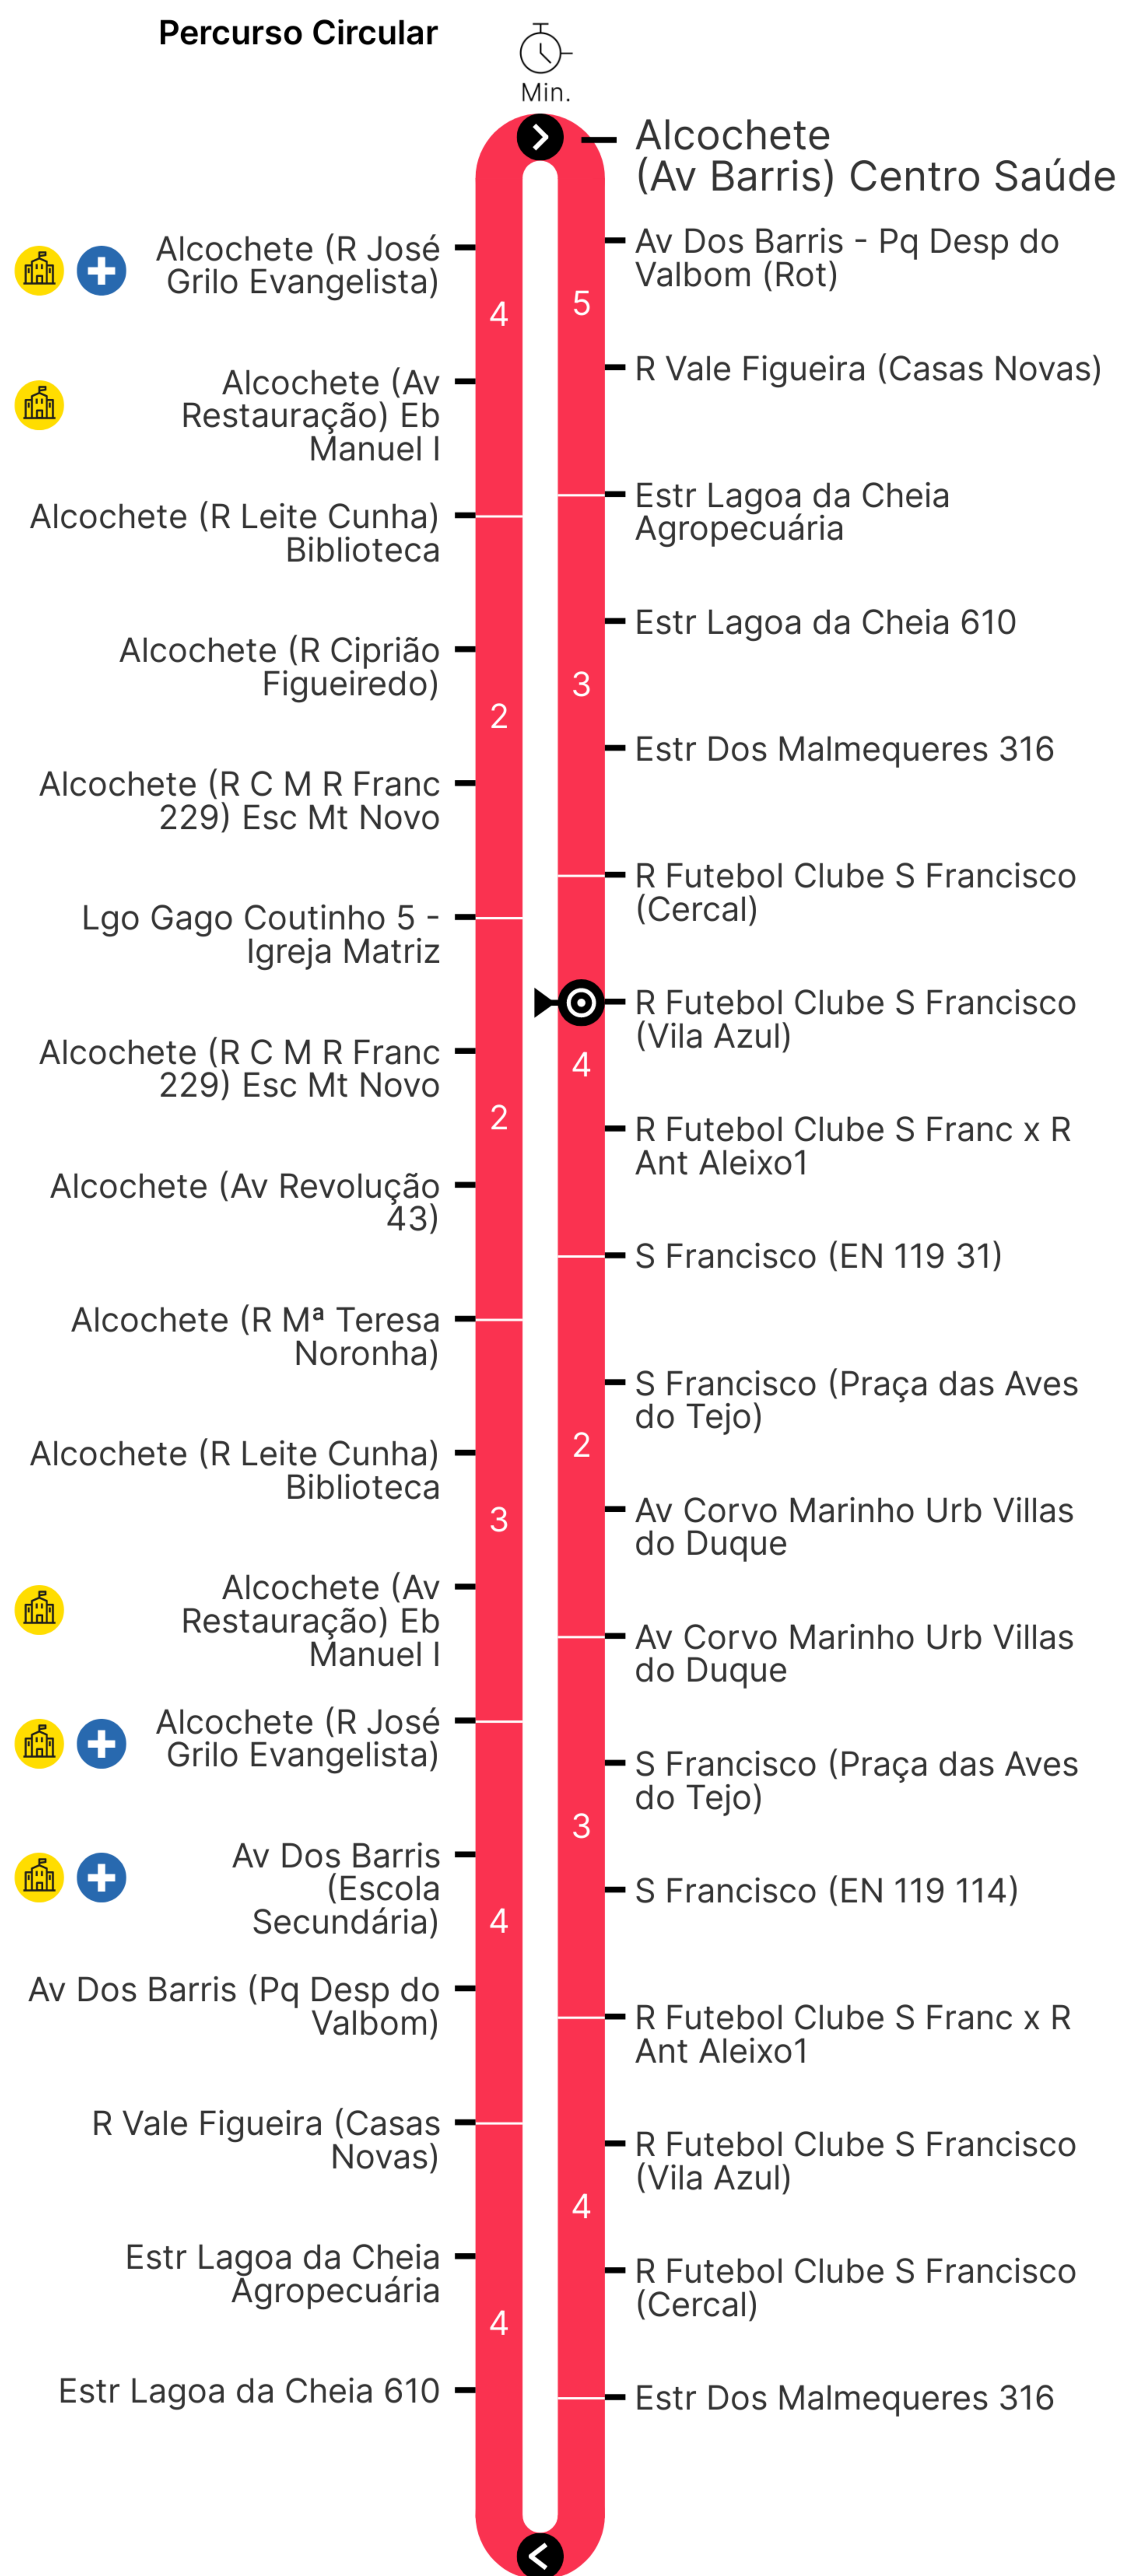 Percurso Circular
Min.
Alcochete
(Av Barris) Centro Saúde
Av Dos Barris - Pq Desp do
Valbom (Rot)
5
R Vale Figueira (Casas Novas)
Estr Lagoa da Cheia
Agropecuária
Estr Lagoa da Cheia 610
3
Estr Dos Malmequeres 316
R Futebol Clube S Francisco
(Cercal)
R Futebol Clube S Francisco
(Vila Azul)
4
R Futebol Clube S Franc x R
Ant Aleixo1
S Francisco (EN 119 31)
S Francisco (Praça das Aves
do Tejo)
2
Av Corvo Marinho Urb Villas
do Duque
Av Corvo Marinho Urb Villas
do Duque
S Francisco (Praça das Aves
do Tejo)
3
S Francisco (EN 119 114)
R Futebol Clube S Franc x R
Ant Aleixo1
R Futebol Clube S Francisco
(Vila Azul)
4
R Futebol Clube S Francisco
(Cercal)
Estr Dos Malmequeres 316
Alcochete (R José
Grilo Evangelista)
4
Alcochete (Av
Restauração) Eb
Manuel I
Alcochete (R Leite Cunha)
Biblioteca
Alcochete (R Ciprião
Figueiredo)
2
Alcochete (R C M R Franc
229) Esc Mt Novo
Lgo Gago Coutinho 5 -
Igreja Matriz
Alcochete (R C M R Franc
229) Esc Mt Novo
2
Alcochete (Av Revolução
43)
Alcochete (R Mª Teresa
Noronha)
Alcochete (R Leite Cunha)
Biblioteca
3
Alcochete (Av
Restauração) Eb
Manuel I
Alcochete (R José
Grilo Evangelista)
Av Dos Barris
(Escola
Secundária)
4
Av Dos Barris (Pq Desp do
Valbom)
R Vale Figueira (Casas
Novas)
Estr Lagoa da Cheia
Agropecuária
4
Estr Lagoa da Cheia 610